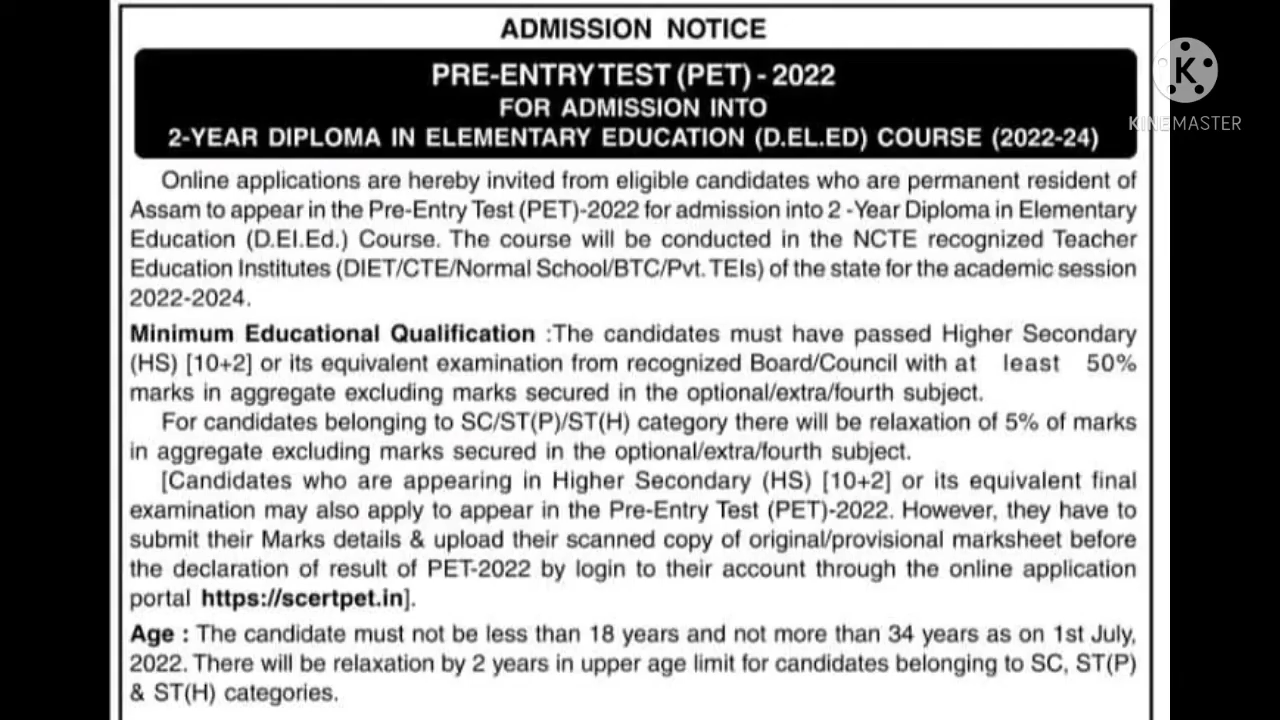 ADMISSION NOTICE
PRE-ENTRY TEST (PET) - 2022
FOR ADMISSION INTO
2-YEAR DIPLOMA IN ELEMENTARY EDUCATION (D.EL.ED) COURSE (2022-24)
K
KINEMASTER
Online applications are hereby invited from eligible candidates who are permanent resident of
Assam to appear in the Pre-Entry Test (PET)-2022 for admission into 2 -Year Diploma in Elementary
Education (D.El.Ed.) Course. The course will be conducted in the NCTE recognized Teacher
Education Institutes (DIET/CTE/Normal School/BTC/Pvt. TEIs) of the state for the academic session
2022-2024.
Minimum Educational Qualification :The candidates must have passed Higher Secondary
(HS) [10+2] or its equivalent examination from recognized Board/Council with at least 50%
marks in aggregate excluding marks secured in the optional/extra/fourth subject.
For candidates belonging to SC/ST(P)/ST(H) category there will be relaxation of 5% of marks
in aggregate excluding marks secured in the optional/extra/fourth subject.
[Candidates who are appearing in Higher Secondary (HS) [10+2] or its equivalent final
examination may also apply to appear in the Pre-Entry Test (PET)-2022. However, they have to
submit their Marks details & upload their scanned copy of original/provisional marksheet before
the declaration of result of PET-2022 by login to their account through the online application
portal https://scertpet.in].
Age : The candidate must not be less than 18 years and not more than 34 years as on 1st July,
2022. There will be relaxation by 2 years in upper age limit for candidates belonging to SC, ST(P)
& ST(H) categories.